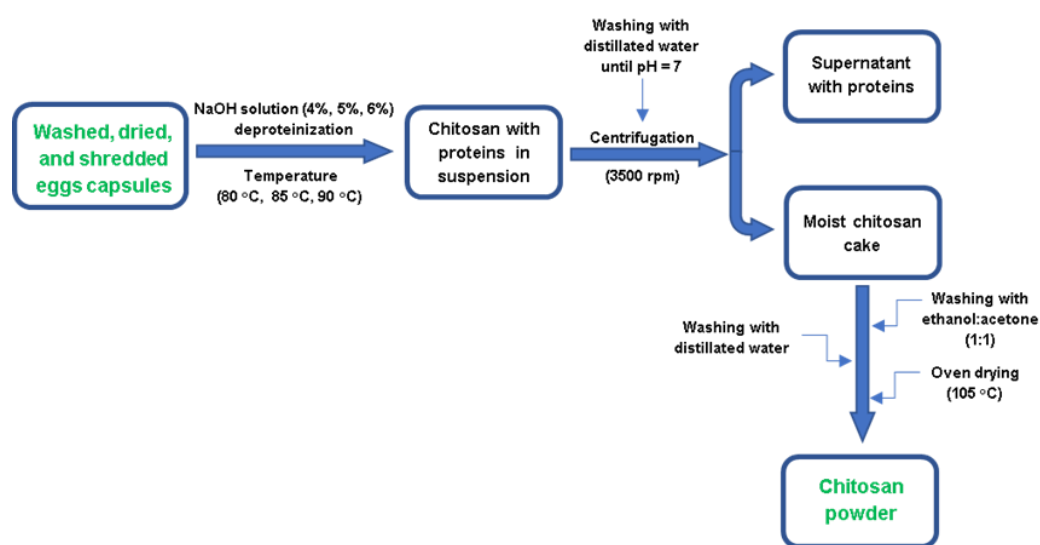 Washed, dried,
and shredded
eggs capsules
NaOH solution (4%, 5%, 6%)
deproteinization
Temperature
(80 °C, 85 °C, 90 °C)
Chitosan with
proteins in
suspension
Washing with
distillated water
until pH = 7
Centrifugation
(3500 rpm)
Supernatant
with proteins
Moist chitosan
cake
Washing with
ethanol:acetone
(1:1)
Washing with
distillated water
Oven drying
(105 °C)
Chitosan
powder